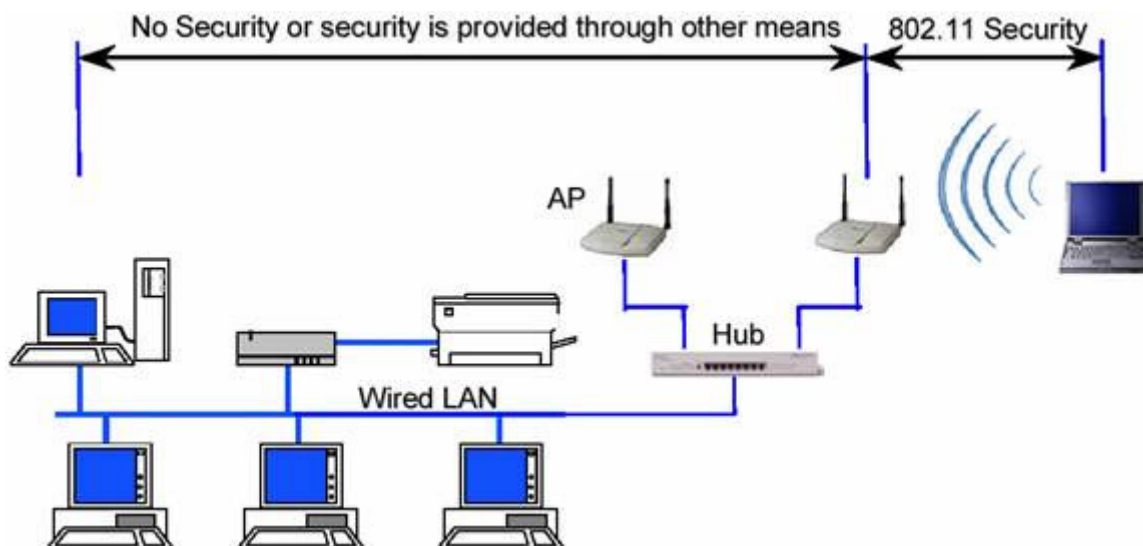 No Security or security is provided through other means
802.11 Security
AP
Hub
Wired LAN